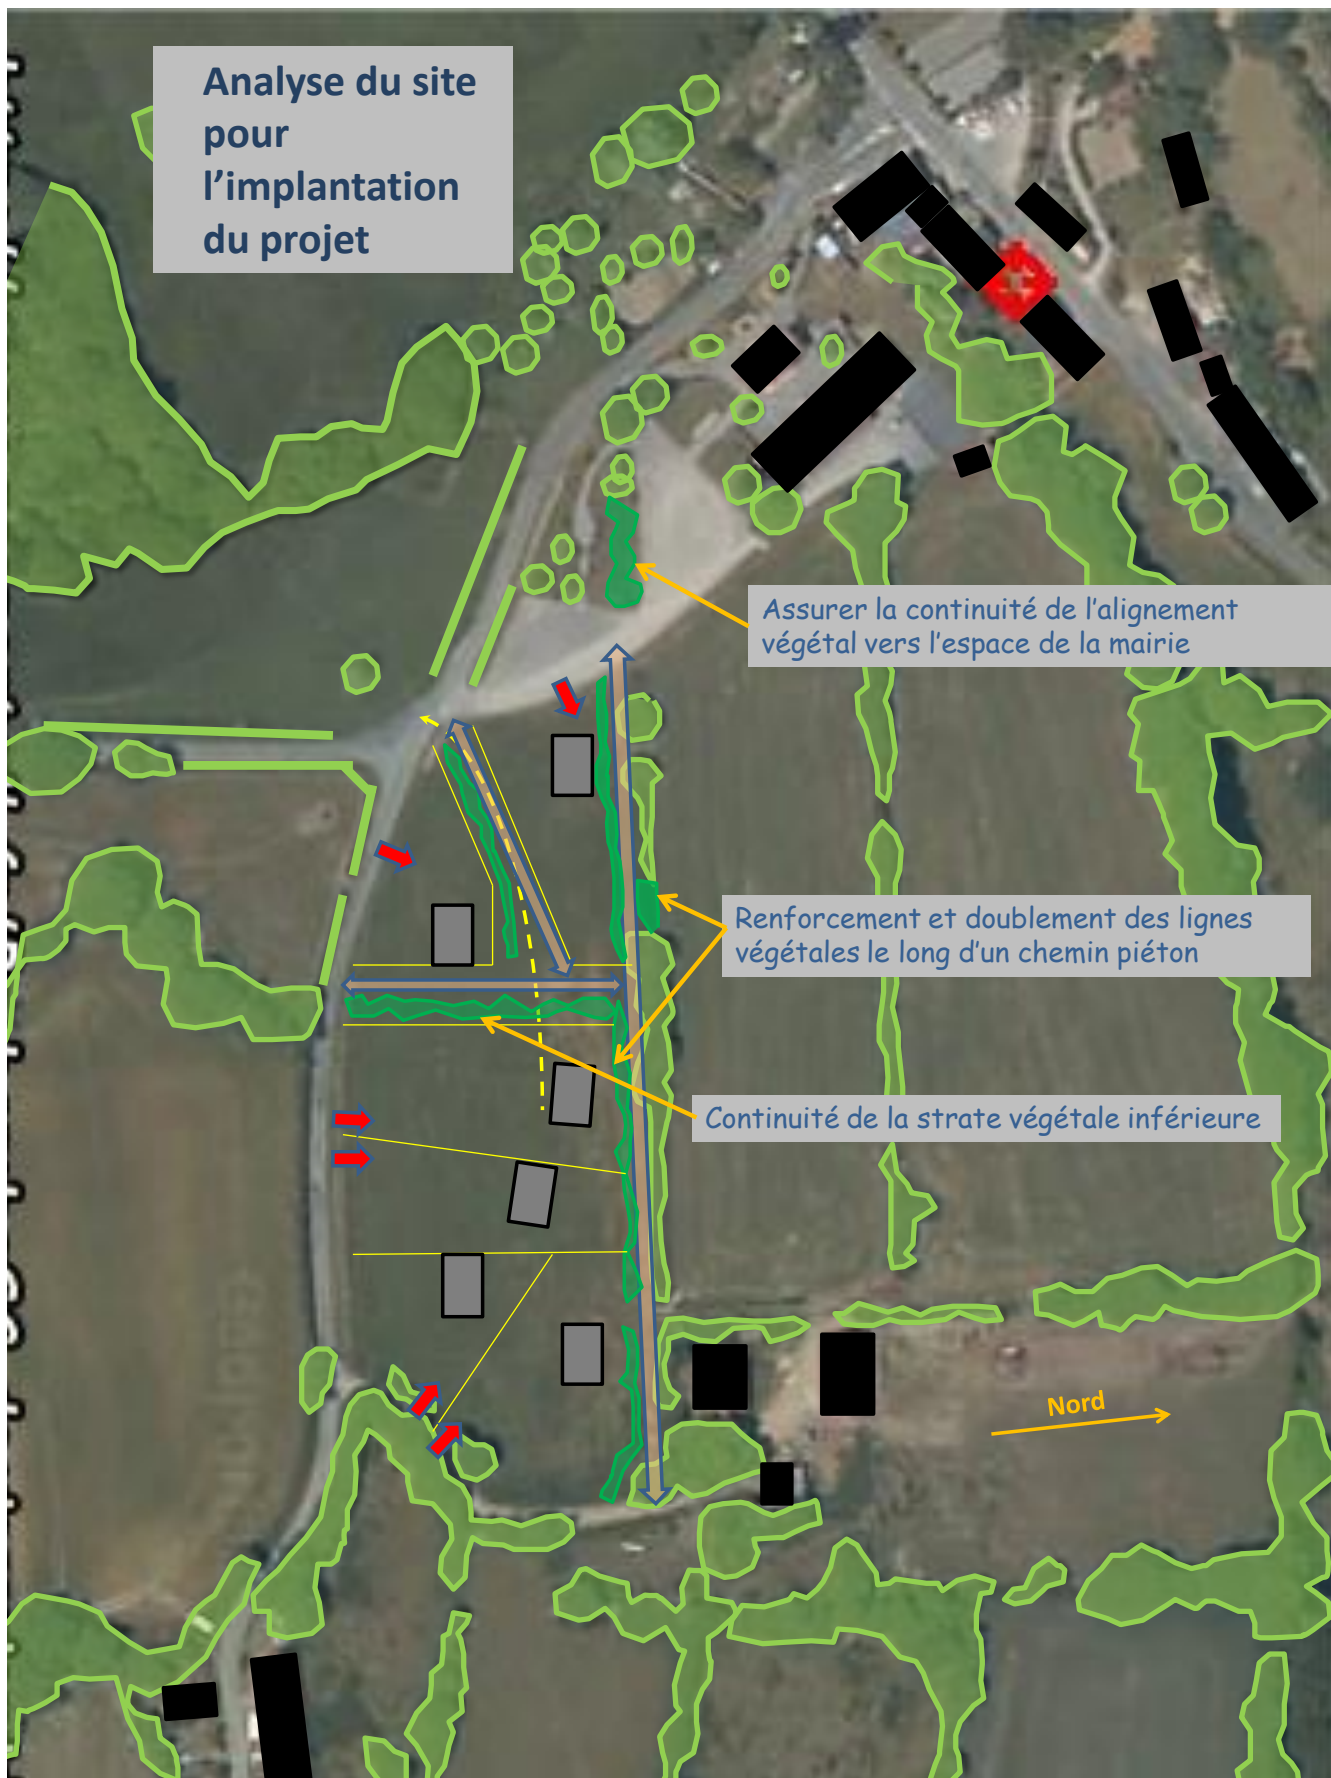 Analyse du site
pour
l'implantation
du projet
Assurer la continuité de l'alignement
végétal vers l'espace de la mairie
Renforcement et doublement des lignes
végétales le long d'un chemin piéton
Continuité de la strate végétale inférieure
Nord